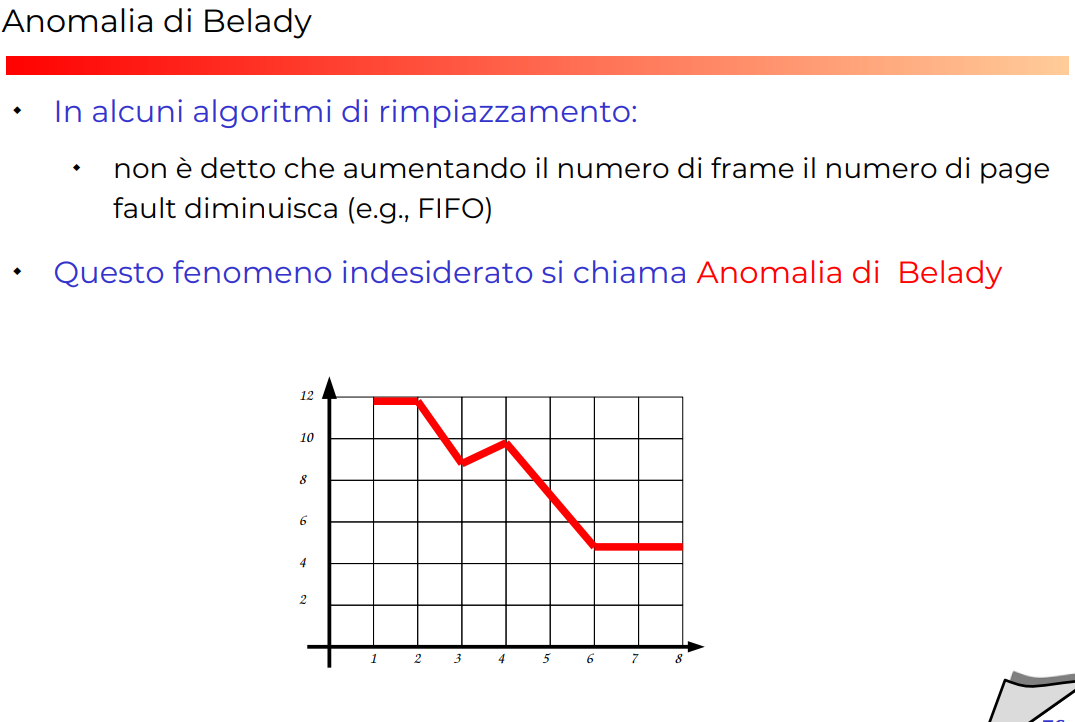 Anomalia di Belady
In alcuni algoritmi di rimpiazzamento:
non è detto che aumentando il numero di frame il numero di page
fault diminuisca (e.g., FIFO)
Questo fenomeno indesiderato si chiama Anomalia di Belady
12
10
8
6
4
2
1 2 3 4 5 6 7 8